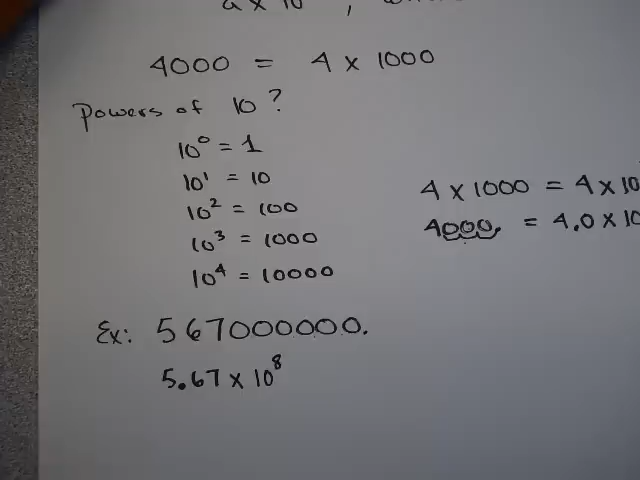 a x 10
4000 = 4 x 1000
Powers of 10?
10⁰ = 1
10¹ = 10
10² = 100
10³ = 1000
10⁴ = 10000
4 x 1000 = 4 x 10
4000. = 4.0 x 10
Ex: 567000000.
5.67 x 10⁸